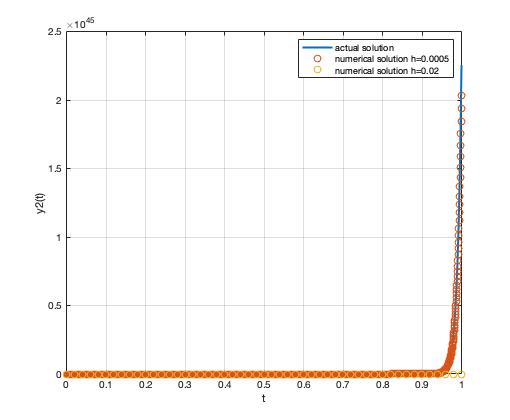 ×10^45
2.5
2
1.5
1
0.5
0
y2(t)
actual solution
numerical solution h=0.0005
numerical solution h=0.02
0 0.1 0.2 0.3 0.4 0.5 0.6 0.7 0.8 0.9 1
t